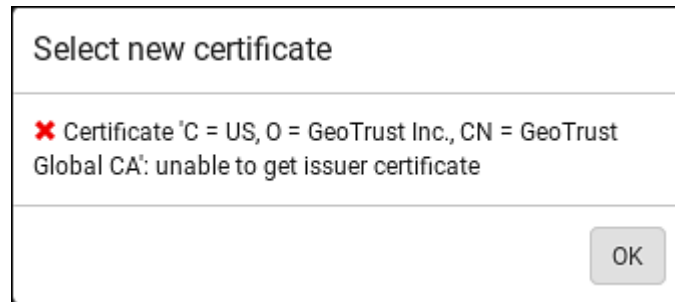 Select new certificate
✖ Certificate 'C = US, O = GeoTrust Inc., CN = GeoTrust
Global CA': unable to get issuer certificate
OK